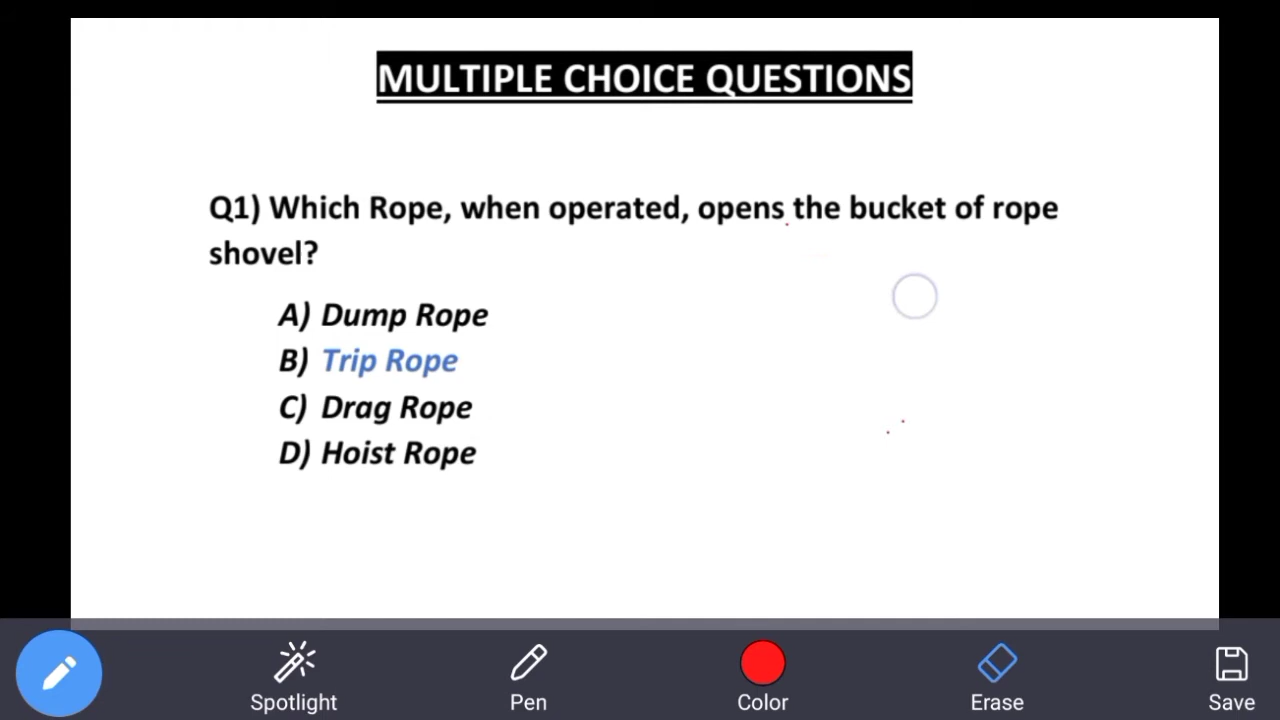 MULTIPLE CHOICE QUESTIONS
Q1) Which Rope, when operated, opens the bucket of rope
shovel?
A) Dump Rope
B) Trip Rope
C) Drag Rope
D) Hoist Rope
Spotlight
Pen
Color
Erase
Save